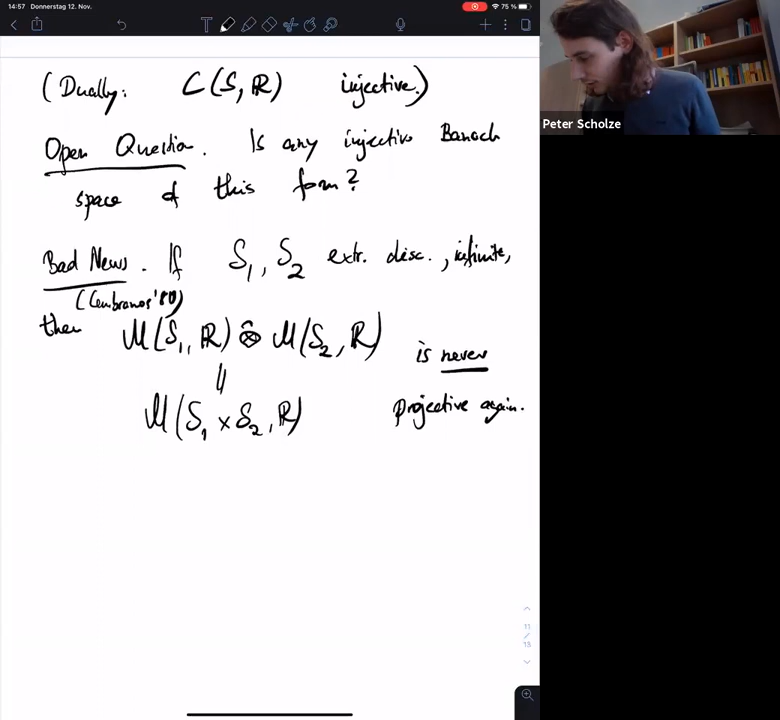 14:57 Donnerstag 12. Nov.
75 %
(Dually: C(S, ℝ) injective.)
Peter Scholze
Open Question. Is any injective Banach
space of this form?
Bad News. If S₁, S₂ extr. disc., infinite,
(Cembranos '80)
then M(S₁, ℝ) ⊗̂ M(S₂, ℝ) is never
||
M(S₁ × S₂, ℝ) projective again.
11
/
15